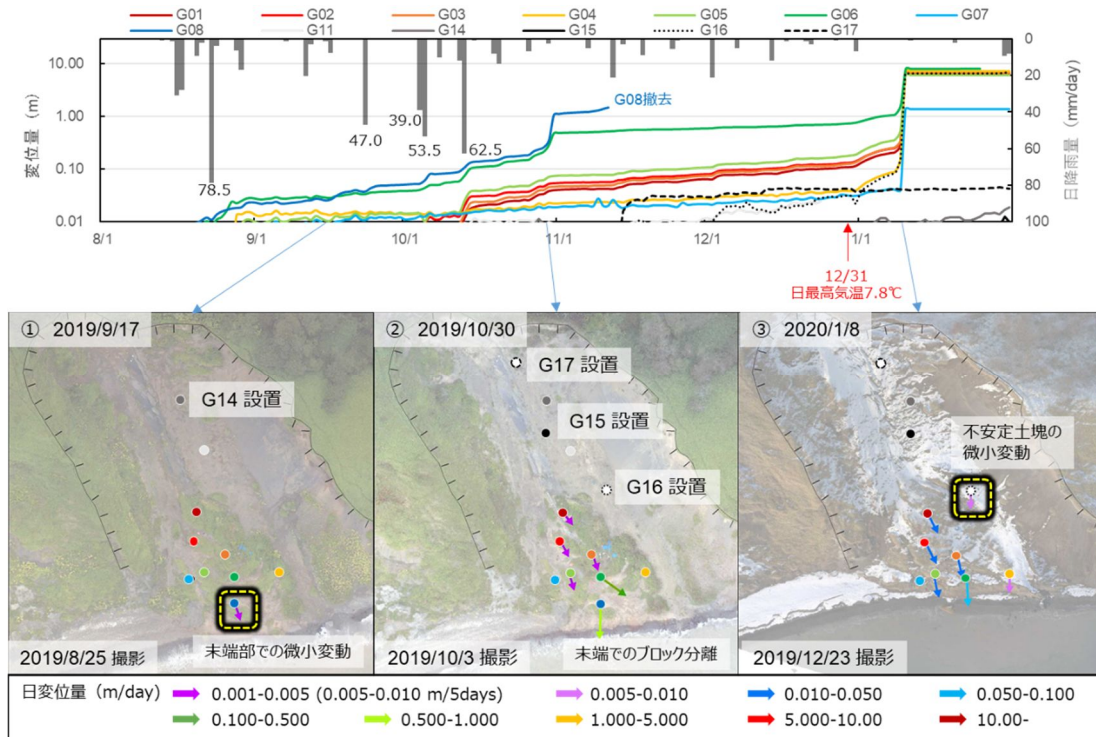 G01 G02 G03 G04 G05 G06 G07
G08 G11 G14 G15 G16 G17
変位量 (m)
10.00
1.00
0.10
0.01
0
20
40
60
80
100
日降雨量 (mm/day)
G08撤去
78.5
47.0
39.0
53.5
62.5
8/1 9/1 10/1 11/1 12/1 1/1
12/31
日最高気温7.8℃
① 2019/9/17
G14 設置
末端部での微小変動
2019/8/25 撮影
② 2019/10/30
G17 設置
G15 設置
G16 設置
末端でのブロック分離
2019/10/3 撮影
③ 2020/1/8
不安定土塊の
微小変動
2019/12/23 撮影
日変位量 (m/day)
0.001-0.005 (0.005-0.010 m/5days) 0.005-0.010 0.010-0.050 0.050-0.100
0.100-0.500 0.500-1.000 1.000-5.000 5.000-10.00 10.00-